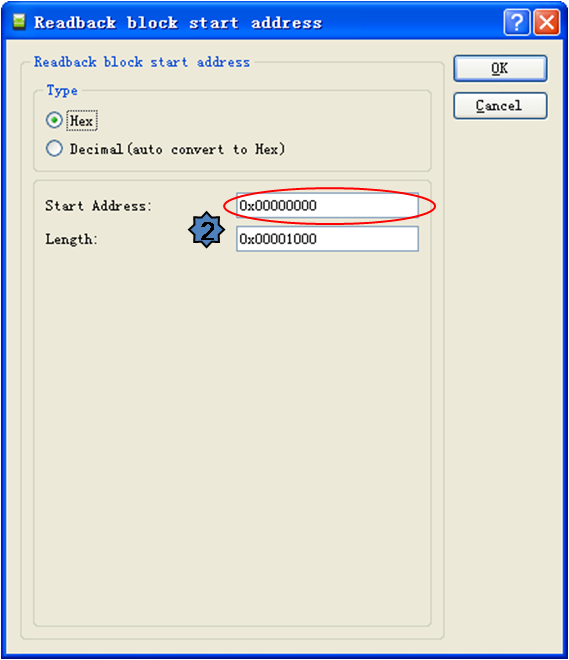 Readback block start address
Readback block start address
Type
Hex
Decimal(auto convert to Hex)
Start Address: 0x00000000
2
Length: 0x00001000
OK
Cancel